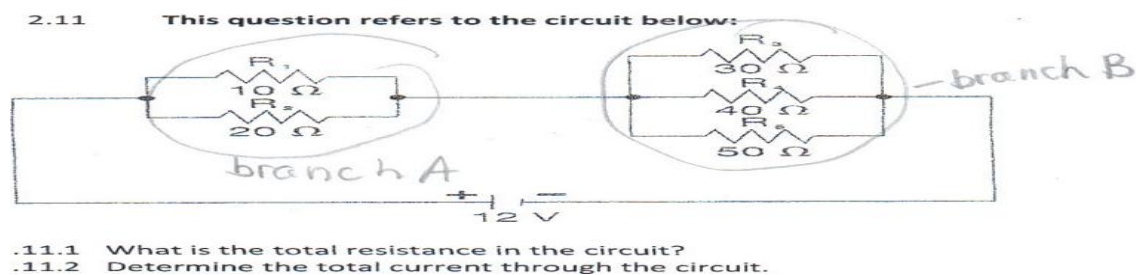 2.11 This question refers to the circuit below:
R₁
10 Ω
R₂
20 Ω
branch A
R₃
30 Ω
R₄
40 Ω
R₅
50 Ω
branch B
+ −
12 V
.11.1 What is the total resistance in the circuit?
.11.2 Determine the total current through the circuit.